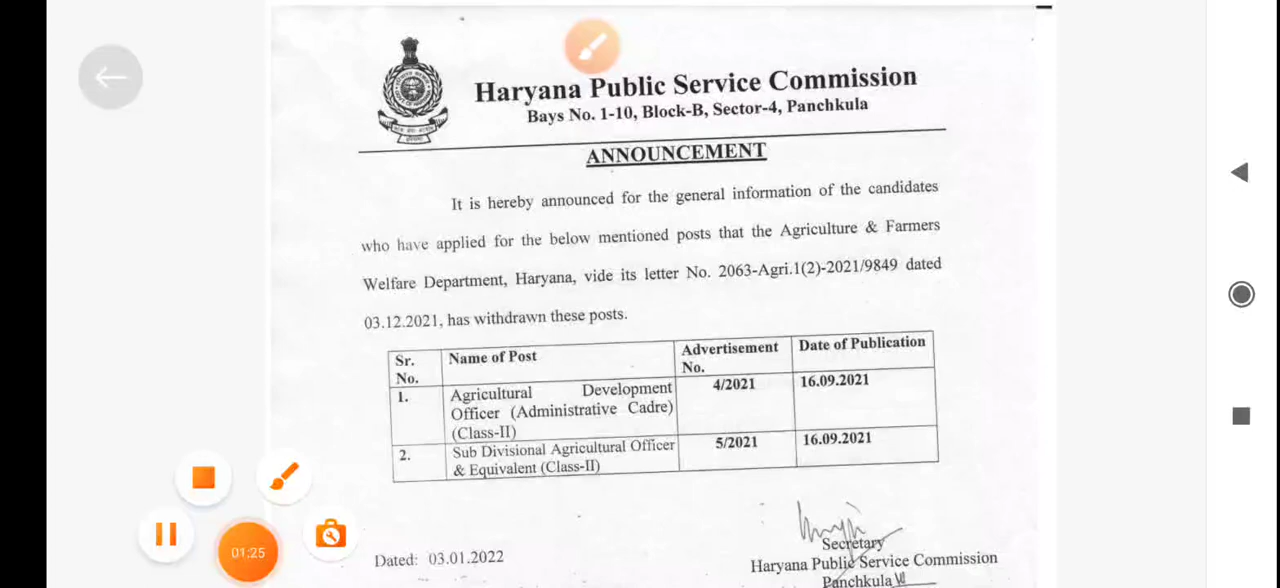 Haryana Public Service Commission
Bays No. 1-10, Block-B, Sector-4, Panchkula
ANNOUNCEMENT
It is hereby announced for the general information of the candidates
who have applied for the below mentioned posts that the Agriculture & Farmers
Welfare Department, Haryana, vide its letter No. 2063-Agri.1(2)-2021/9849 dated
03.12.2021, has withdrawn these posts.
Sr. No. Name of Post Advertisement No. Date of Publication
1. Agricultural Development Officer (Administrative Cadre) (Class-II) 4/2021 16.09.2021
2. Sub Divisional Agricultural Officer & Equivalent (Class-II) 5/2021 16.09.2021
Secretary
Dated: 03.01.2022 Haryana Public Service Commission
Panchkula
01:25